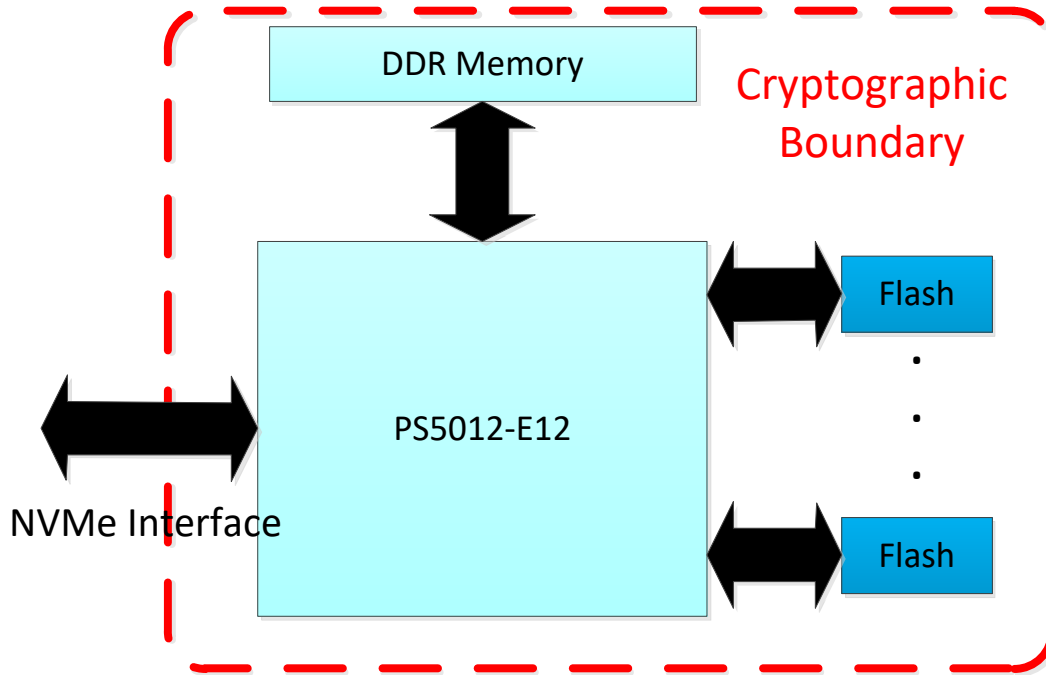 DDR Memory
Cryptographic
Boundary
Flash
PS5012-E12
NVMe Interface
Flash